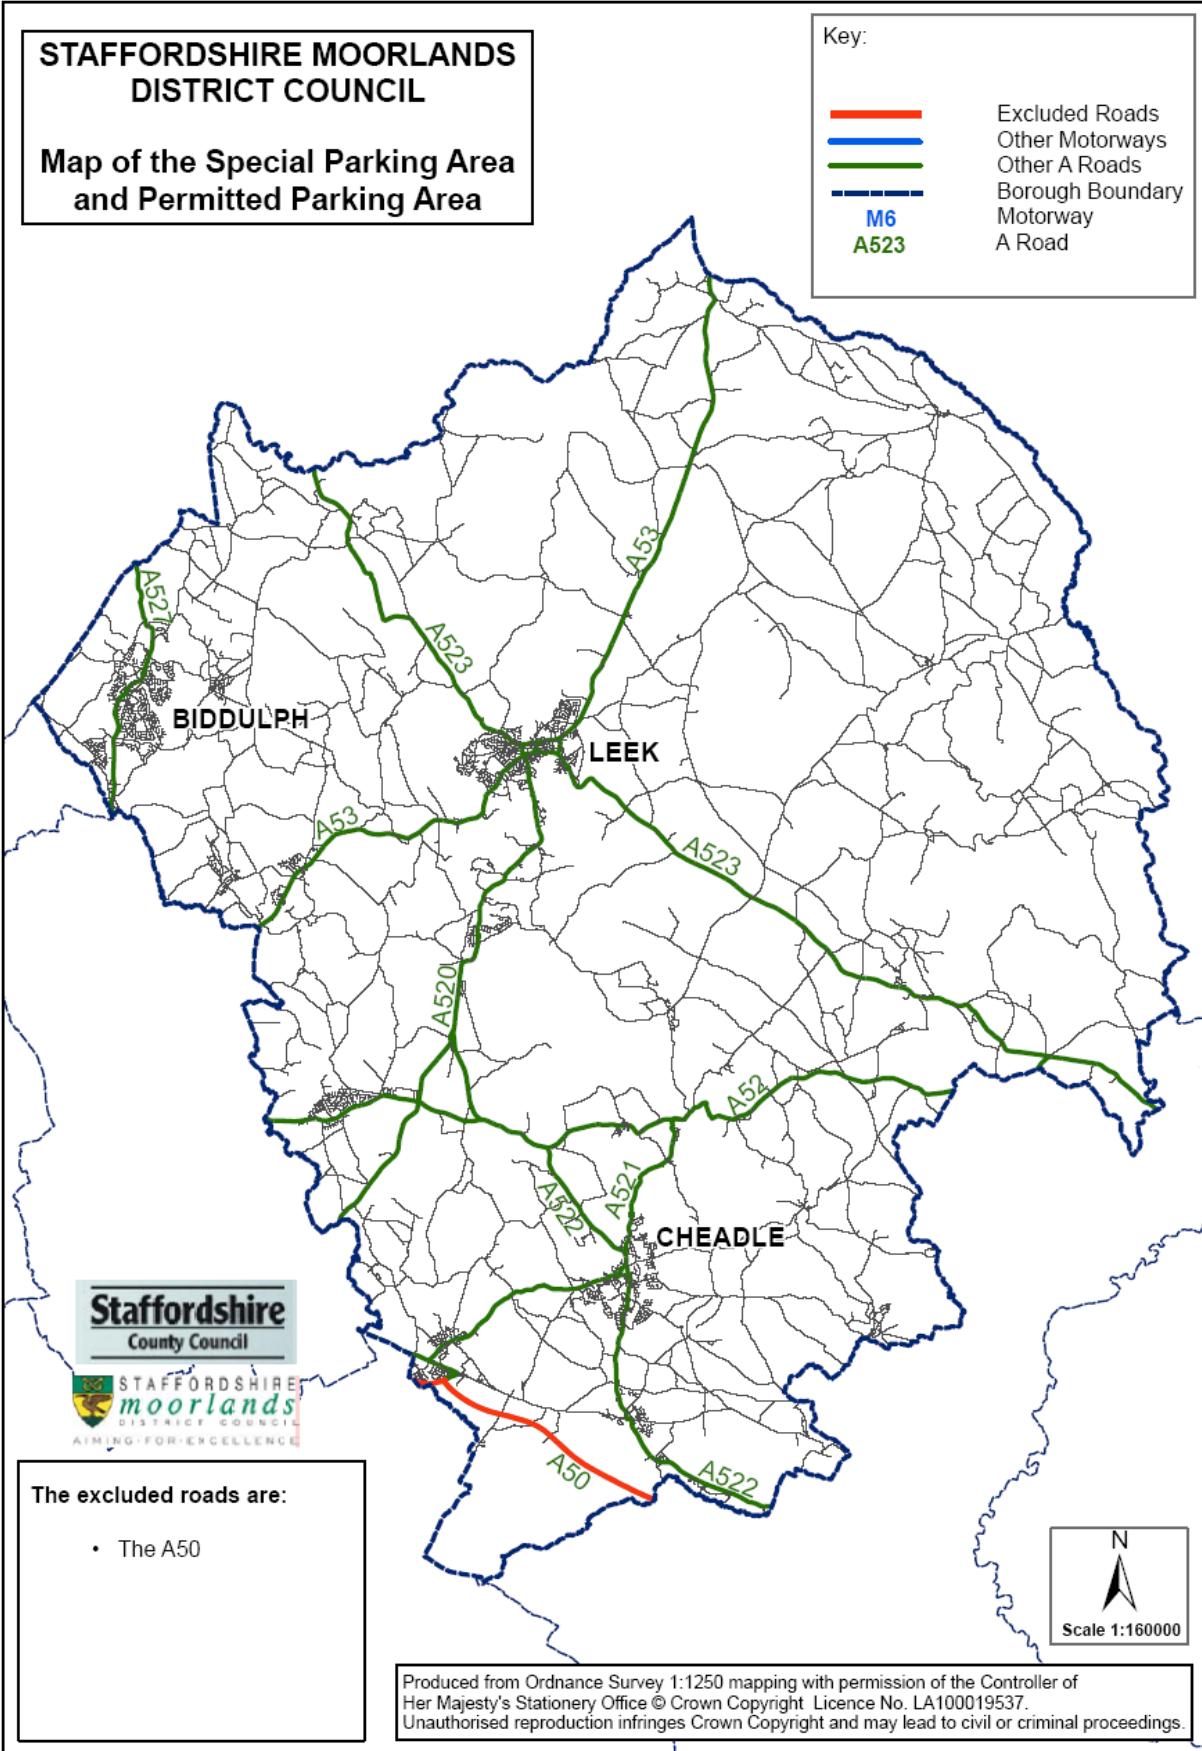 STAFFORDSHIRE MOORLANDS
DISTRICT COUNCIL
Map of the Special Parking Area
and Permitted Parking Area
Key:
Excluded Roads
Other Motorways
Other A Roads
Borough Boundary
M6 Motorway
A523 A Road
A53
A527
A523
BIDDULPH
LEEK
A53
A523
A520
A52
A521
A522
CHEADLE
Staffordshire
County Council
STAFFORDSHIRE
moorlands
DISTRICT COUNCIL
AIMING·FOR·EXCELLENCE
A50
A522
The excluded roads are:
• The A50
N
Scale 1:160000
Produced from Ordnance Survey 1:1250 mapping with permission of the Controller of
Her Majesty's Stationery Office © Crown Copyright Licence No. LA100019537.
Unauthorised reproduction infringes Crown Copyright and may lead to civil or criminal proceedings.